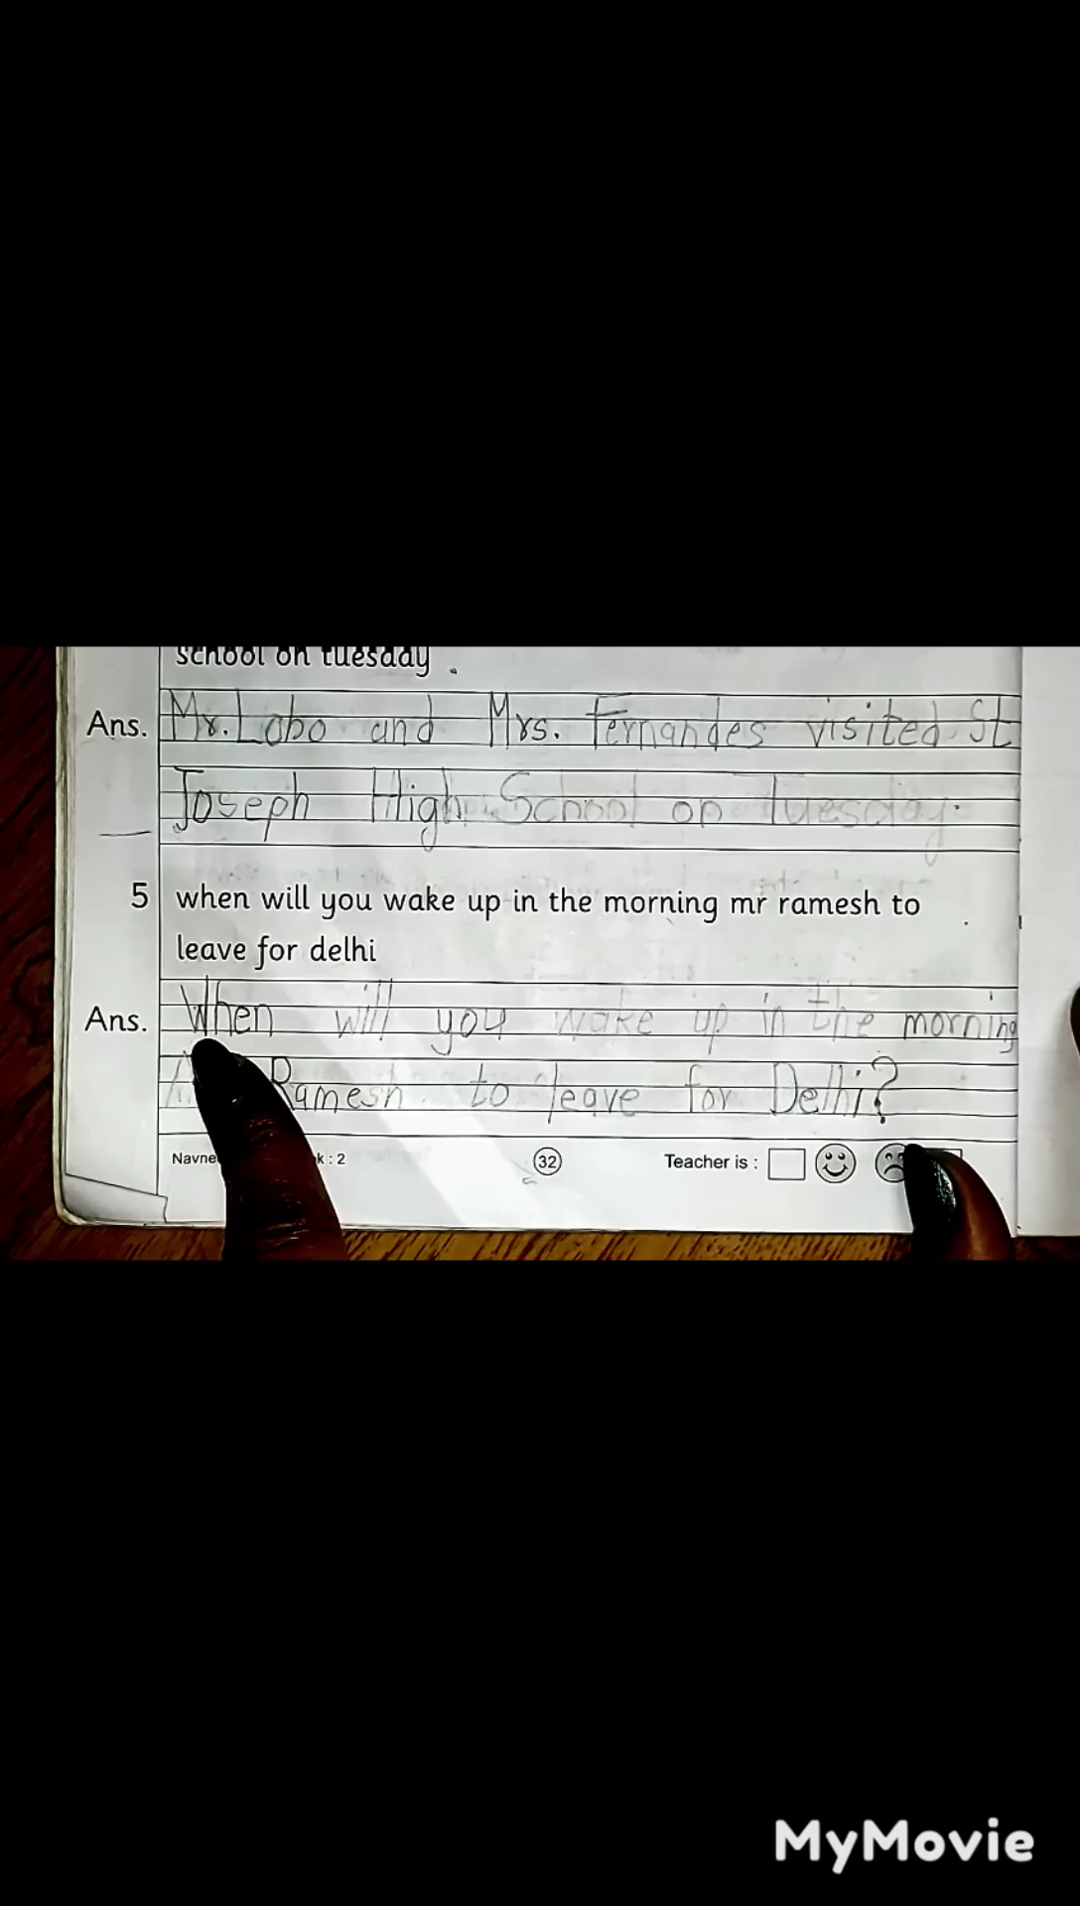 school on tuesday .
Ans. Mr. Lobo and Mrs. Fernandes visited St
Joseph High School on Tuesday.
5 when will you wake up in the morning mr ramesh to
leave for delhi
Ans. When will you wake up in the morning
Ramesh to leave for Delhi?
k : 2 32 Teacher is :
MyMovie